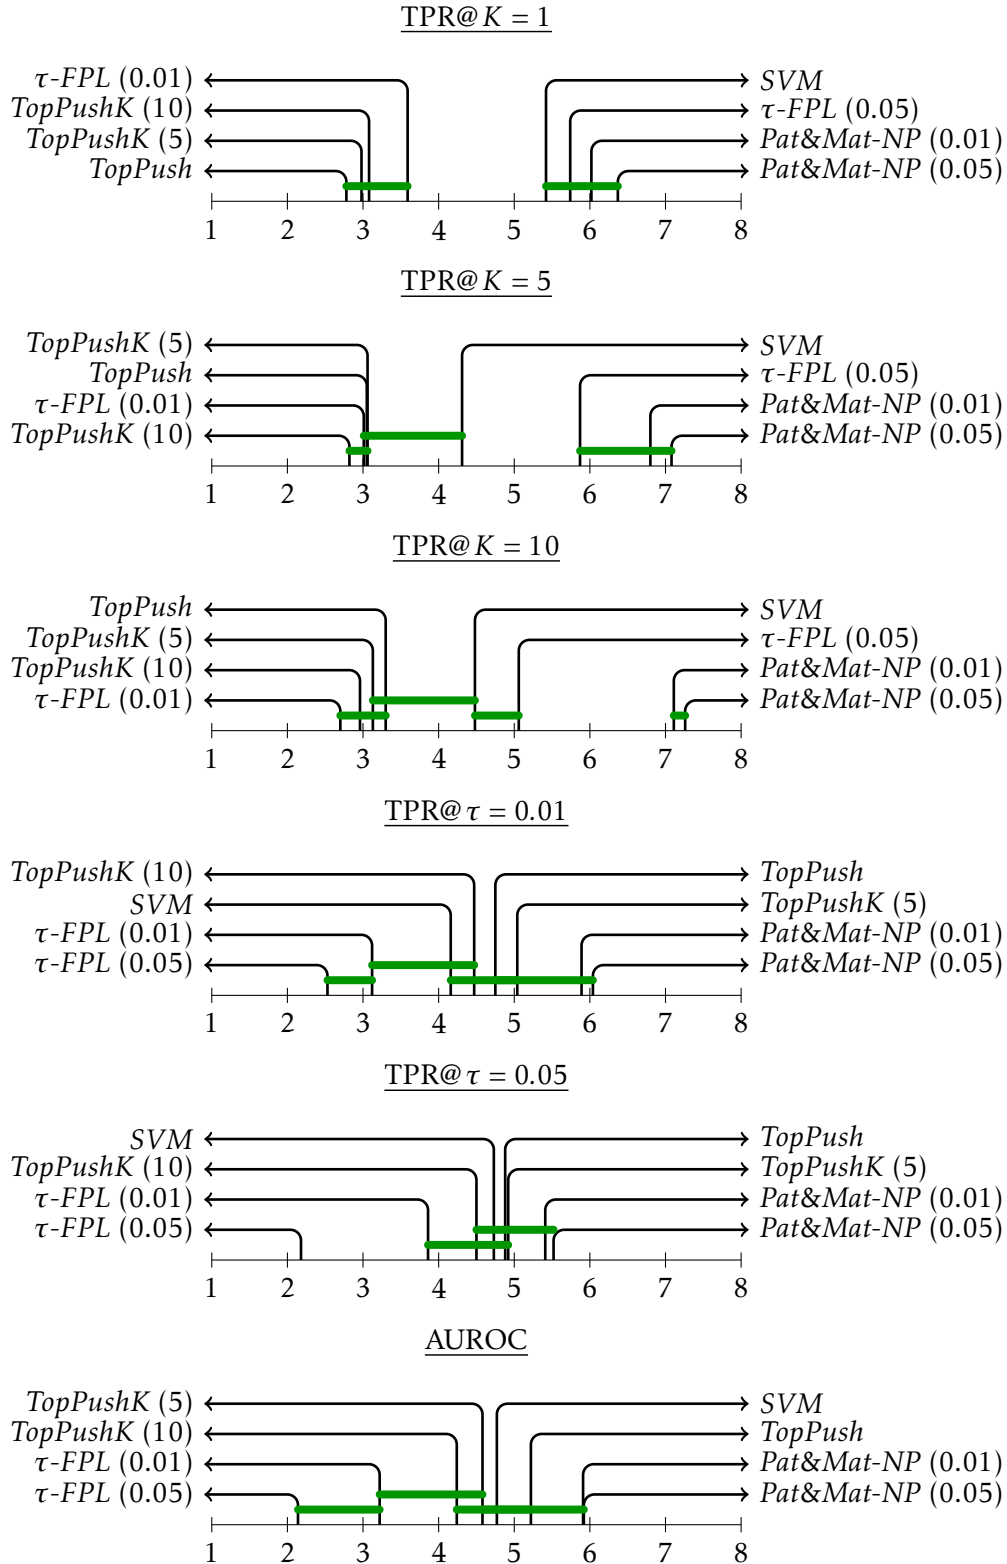 TPR@K = 1
τ-FPL (0.01) SVM
TopPushK (10) τ-FPL (0.05)
TopPushK (5) Pat&Mat-NP (0.01)
TopPush Pat&Mat-NP (0.05)
1 2 3 4 5 6 7 8
TPR@K = 5
TopPushK (5) SVM
TopPush τ-FPL (0.05)
τ-FPL (0.01) Pat&Mat-NP (0.01)
TopPushK (10) Pat&Mat-NP (0.05)
1 2 3 4 5 6 7 8
TPR@K = 10
TopPush SVM
TopPushK (5) τ-FPL (0.05)
TopPushK (10) Pat&Mat-NP (0.01)
τ-FPL (0.01) Pat&Mat-NP (0.05)
1 2 3 4 5 6 7 8
TPR@τ = 0.01
TopPushK (10) TopPush
SVM TopPushK (5)
τ-FPL (0.01) Pat&Mat-NP (0.01)
τ-FPL (0.05) Pat&Mat-NP (0.05)
1 2 3 4 5 6 7 8
TPR@τ = 0.05
SVM TopPush
TopPushK (10) TopPushK (5)
τ-FPL (0.01) Pat&Mat-NP (0.01)
τ-FPL (0.05) Pat&Mat-NP (0.05)
1 2 3 4 5 6 7 8
AUROC
TopPushK (5) SVM
TopPushK (10) TopPush
τ-FPL (0.01) Pat&Mat-NP (0.01)
τ-FPL (0.05) Pat&Mat-NP (0.05)
1 2 3 4 5 6 7 8